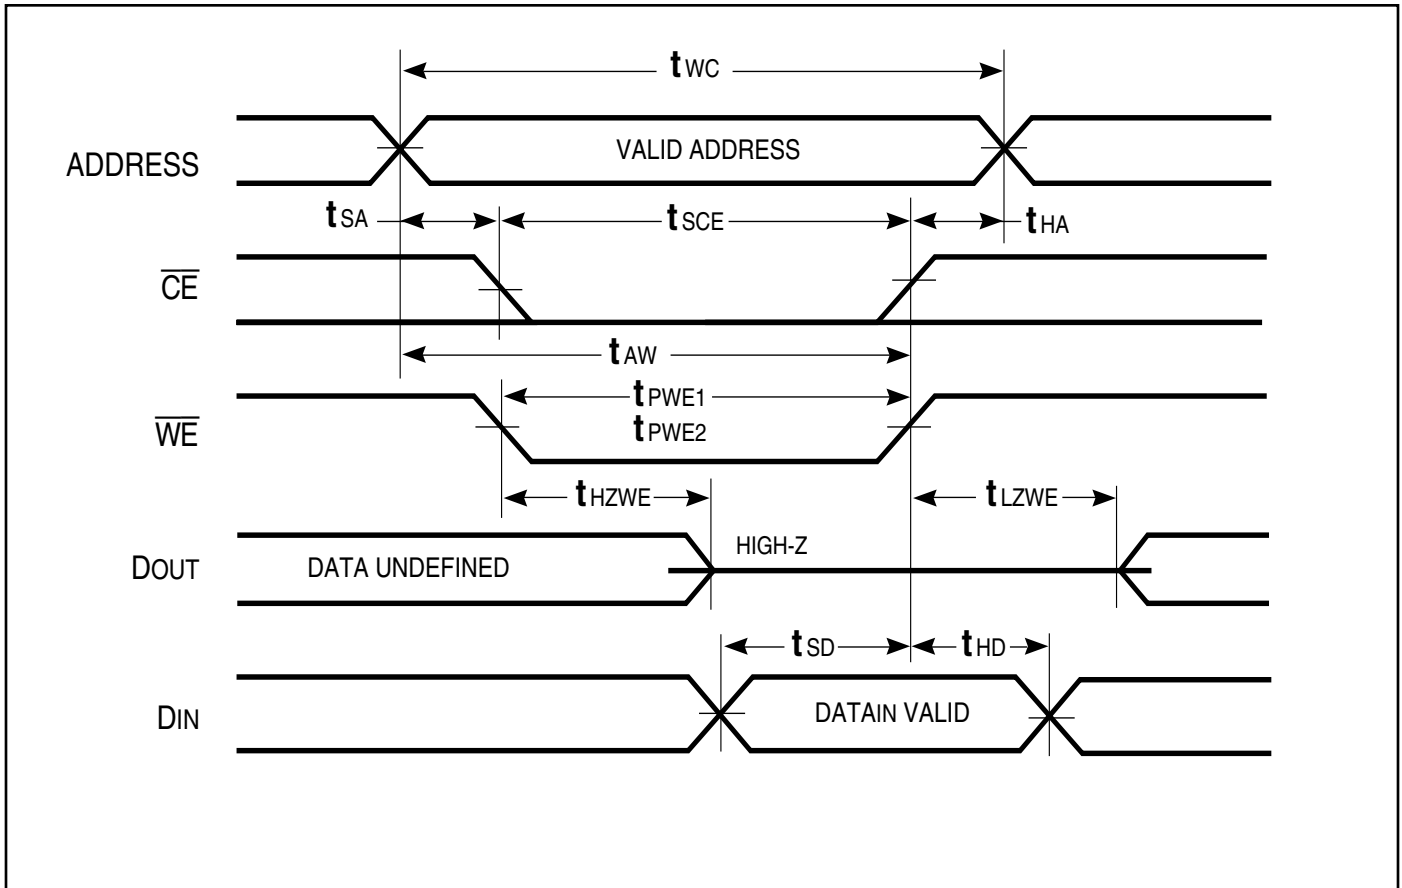 tWC
ADDRESS
VALID ADDRESS
tSA
tSCE
tHA
CE
tAW
tPWE1
WE
tPWE2
tHZWE
tLZWE
HIGH-Z
DOUT
DATA UNDEFINED
tSD
tHD
DIN
DATAIN VALID